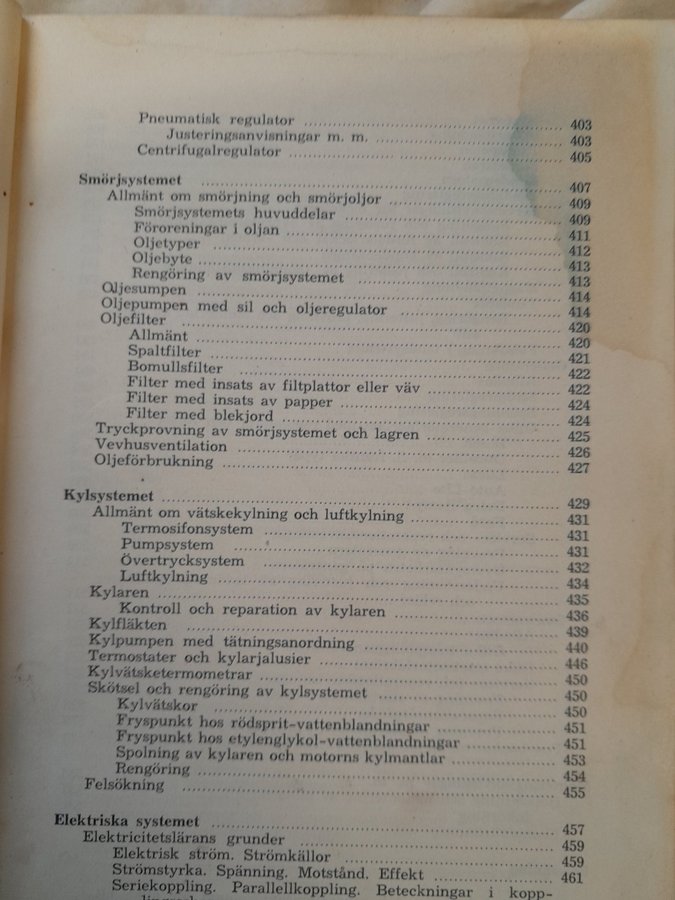 Pneumatisk regulator 403
Justeringsanvisningar m. m. 403
Centrifugalregulator 405
Smörjsystemet 407
Allmänt om smörjning och smörjoljor 409
Smörjsystemets huvuddelar 409
Föroreningar i oljan 411
Oljetyper 412
Oljebyte 413
Rengöring av smörjsystemet 413
Oljesumpen 414
Oljepumpen med sil och oljeregulator 414
Oljefilter 420
Allmänt 420
Spaltfilter 421
Bomullsfilter 422
Filter med insats av filtplattor eller väv 422
Filter med insats av papper 424
Filter med blekjord 424
Tryckprovning av smörjsystemet och lagren 425
Vevhusventilation 426
Oljeförbrukning 427
Kylsystemet 429
Allmänt om vätskekylning och luftkylning 431
Termosifonsystem 431
Pumpsystem 431
Övertrycksystem 432
Luftkylning 434
Kylaren 435
Kontroll och reparation av kylaren 436
Kylfläkten 439
Kylpumpen med tätningsanordning 440
Termostater och kylarjalusier 446
Kylvätsketermometrar 450
Skötsel och rengöring av kylsystemet 450
Kylvätskor 450
Fryspunkt hos rödsprit-vattenblandningar 451
Fryspunkt hos etylenglykol-vattenblandningar 451
Spolning av kylaren och motorns kylmantlar 453
Rengöring 454
Felsökning 455
Elektriska systemet 457
Elektricitetslärans grunder 459
Elektrisk ström. Strömkällor 459
Strömstyrka. Spänning. Motstånd. Effekt 461
Seriekoppling. Parallellkoppling. Beteckningar i kopp-